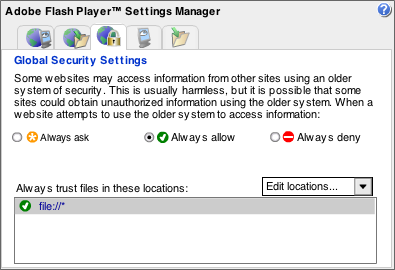 Adobe Flash Player™ Settings Manager
?
Global Security Settings
Some websites may access information from other sites using an older
system of security. This is usually harmless, but it is possible that some
sites could obtain unauthorized information using the older system. When a
website attempts to use the older system to access information:
Always ask
Always allow
Always deny
Always trust files in these locations:
Edit locations...
file://*